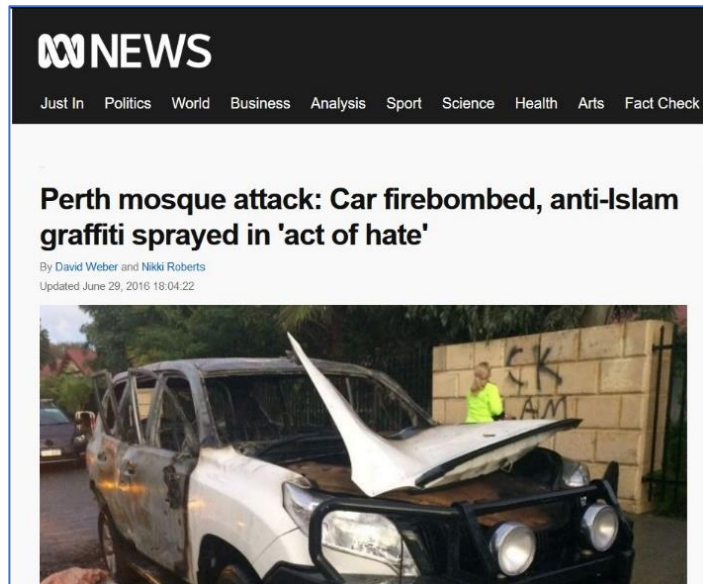 NEWS
Just In Politics World Business Analysis Sport Science Health Arts Fact Check
Perth mosque attack: Car firebombed, anti-Islam
graffiti sprayed in 'act of hate'
By David Weber and Nikki Roberts
Updated June 29, 2016 18:04:22
CK
AM